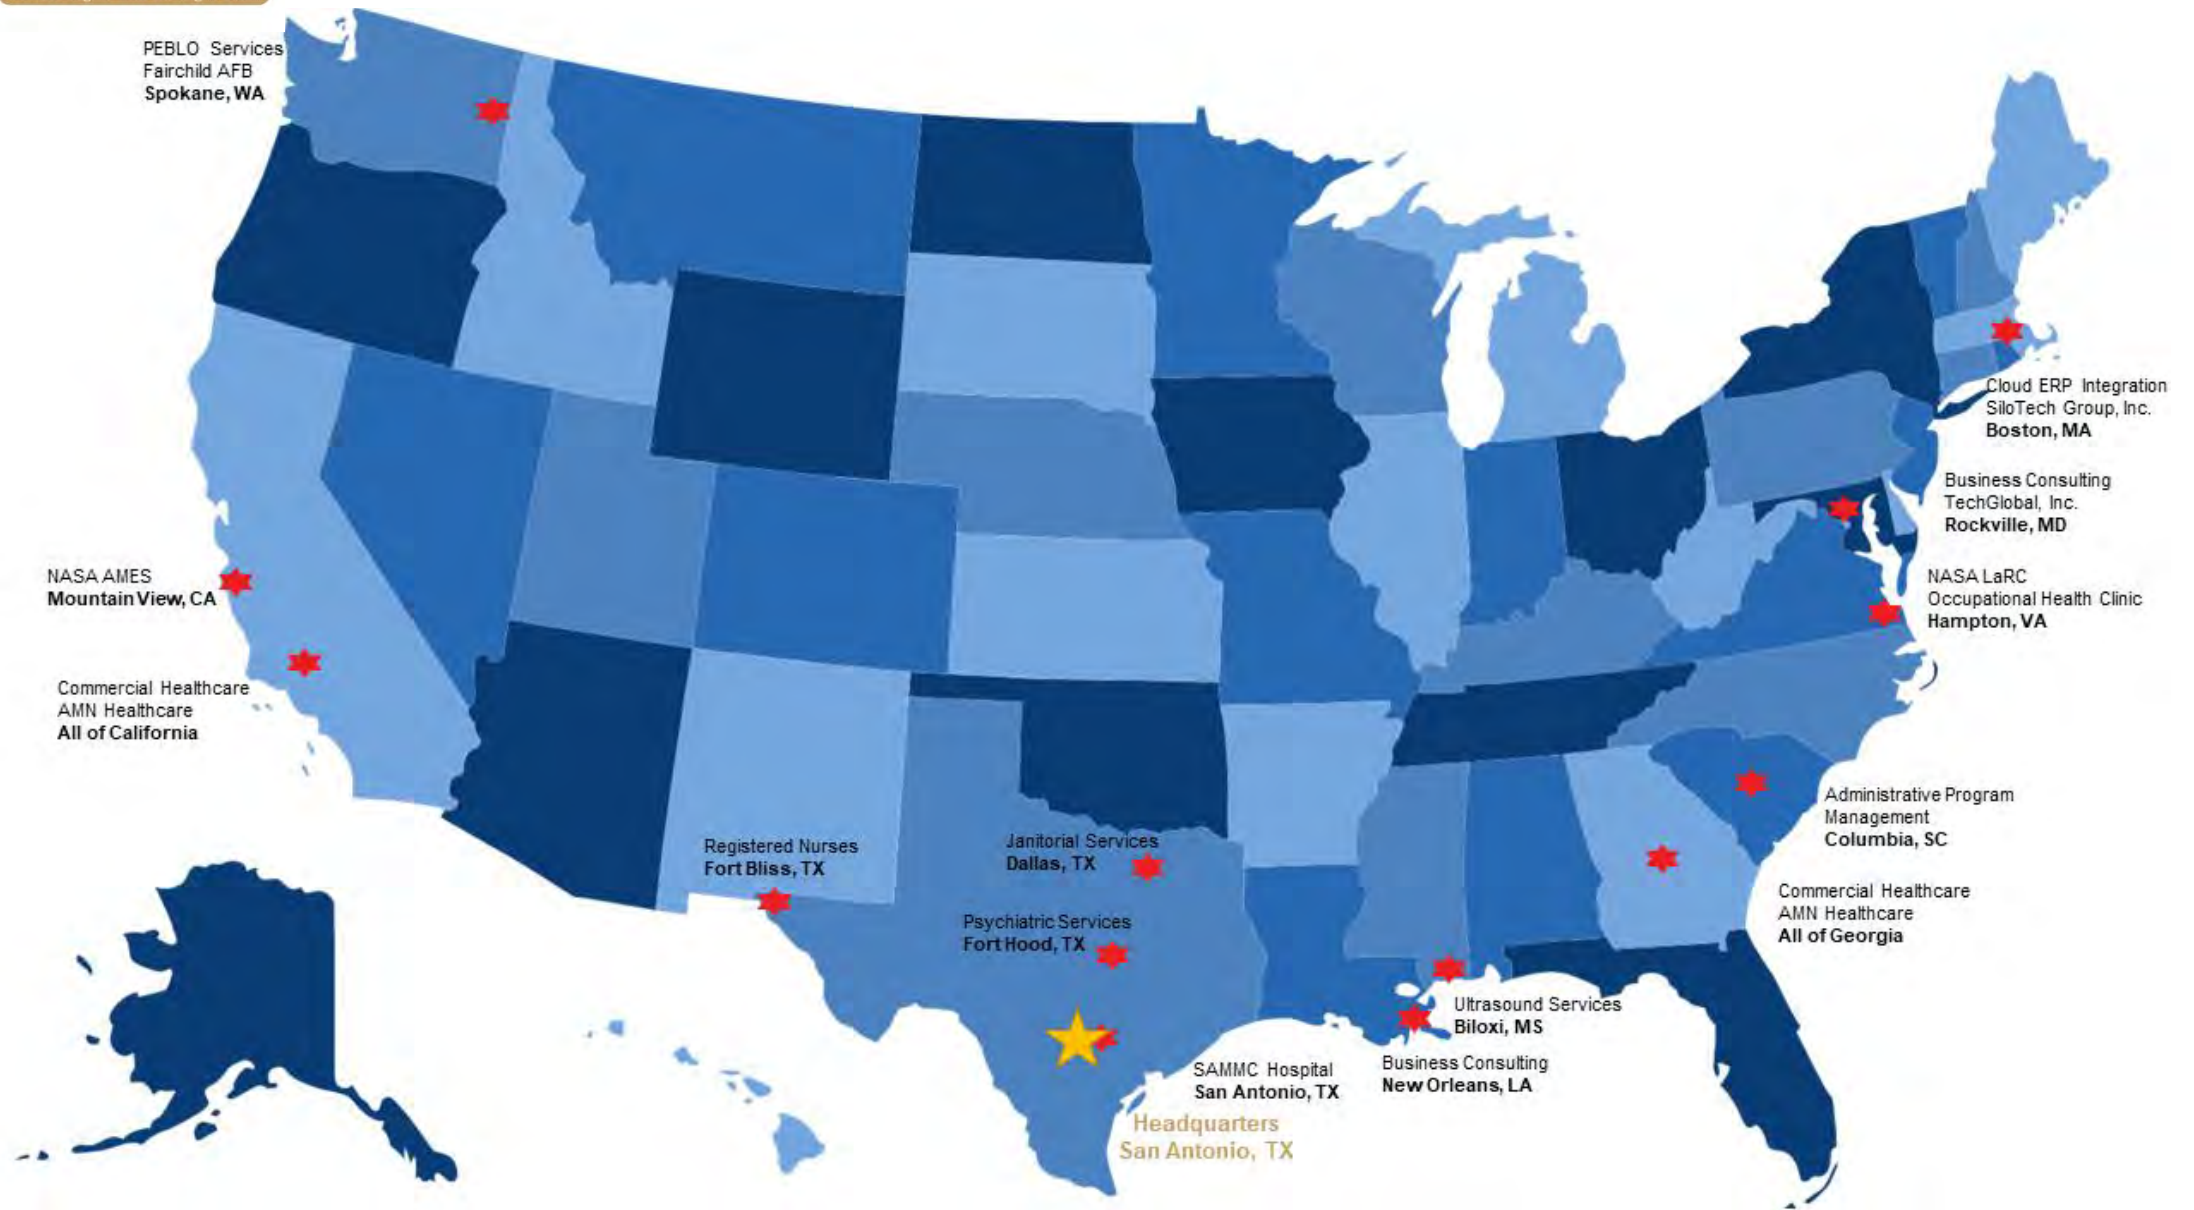 PEBLO Services
Fairchild AFB
Spokane, WA
Cloud ERP Integration
SiloTech Group, Inc.
Boston, MA
Business Consulting
TechGlobal, Inc.
Rockville, MD
NASA AMES
Mountain View, CA
NASA LaRC
Occupational Health Clinic
Hampton, VA
Commercial Healthcare
AMN Healthcare
All of California
Administrative Program
Management
Columbia, SC
Registered Nurses
Fort Bliss, TX
Janitorial Services
Dallas, TX
Commercial Healthcare
AMN Healthcare
All of Georgia
Psychiatric Services
Fort Hood, TX
Ultrasound Services
Biloxi, MS
SAMMC Hospital
San Antonio, TX
Business Consulting
New Orleans, LA
Headquarters
San Antonio, TX